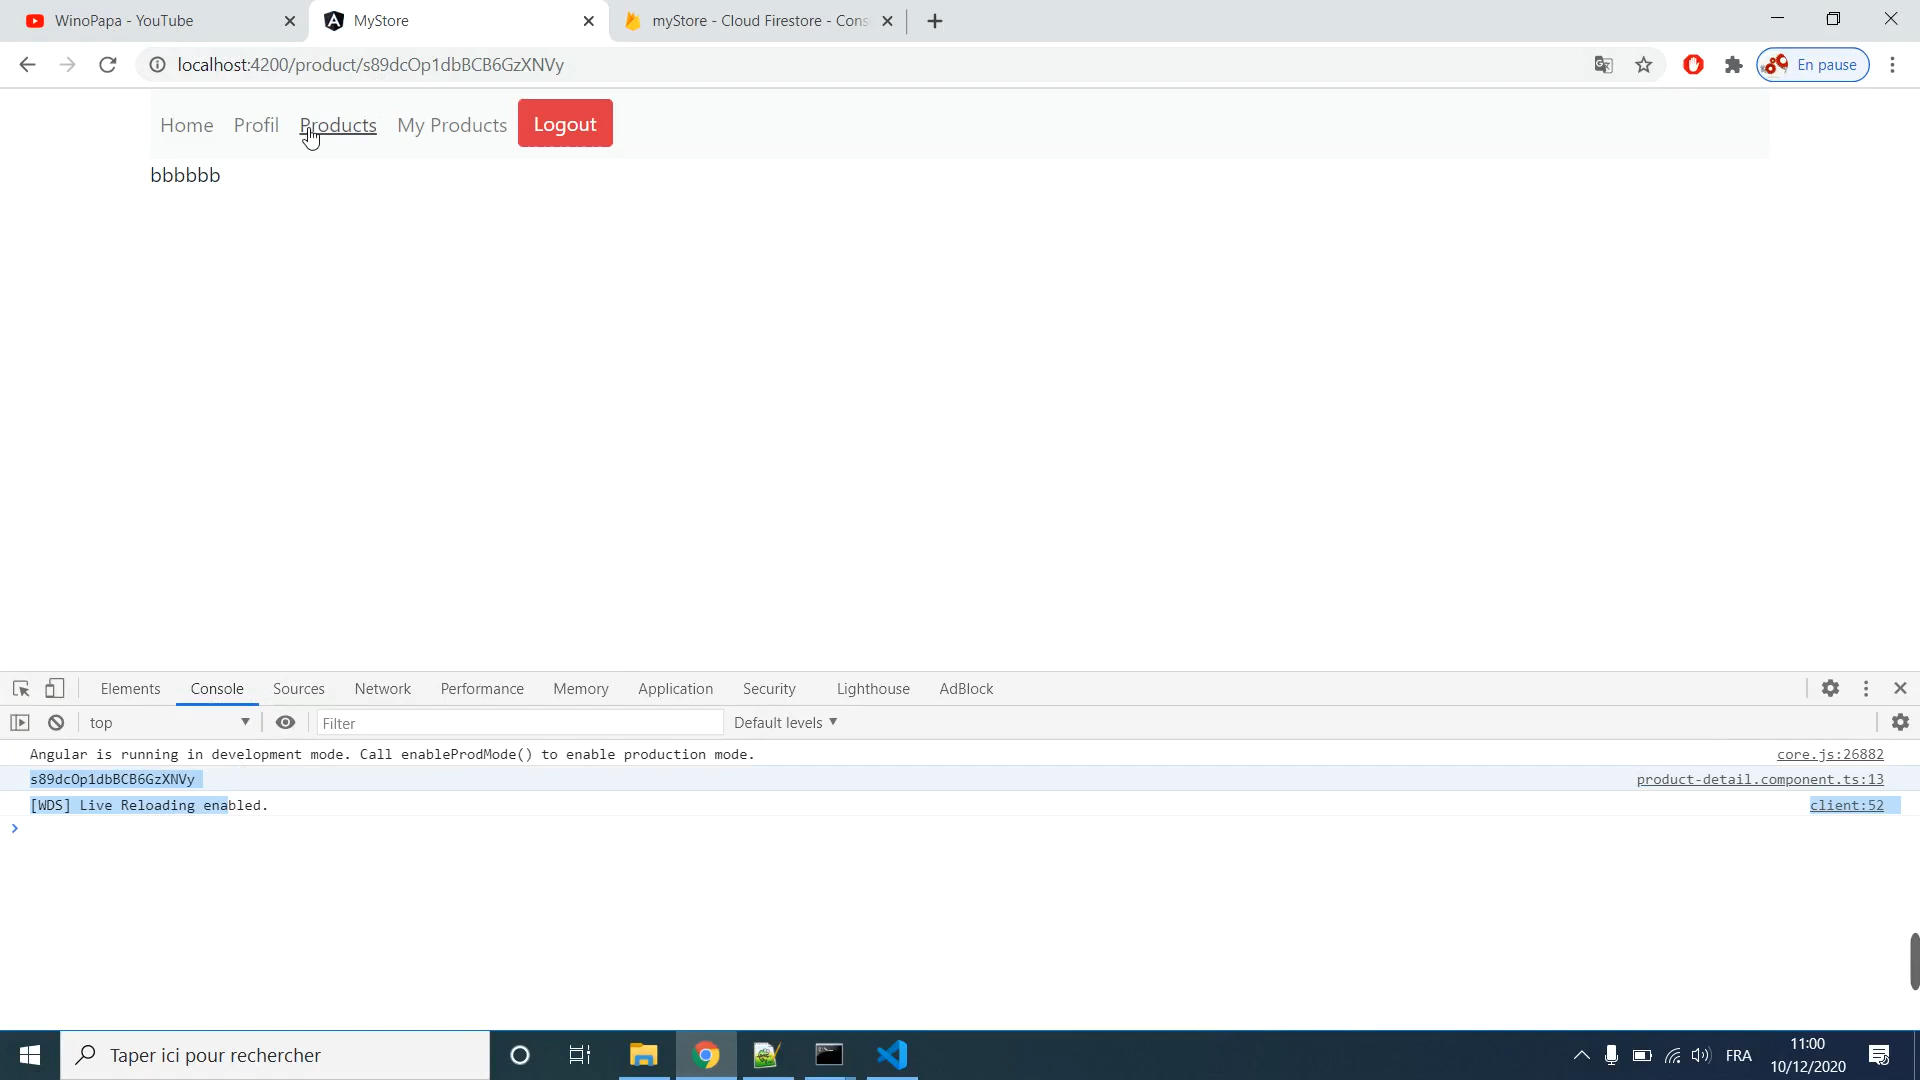 WinoPapa - YouTube
MyStore
myStore - Cloud Firestore - Cons
localhost:4200/product/s89dcOp1dbBCB6GzXNVy
En pause
Home
Profil
Products
My Products
Logout
bbbbbb
Elements
Console
Sources
Network
Performance
Memory
Application
Security
Lighthouse
AdBlock
top
Filter
Default levels
Angular is running in development mode. Call enableProdMode() to enable production mode.
core.js:26882
s89dcOp1dbBCB6GzXNVy
product-detail.component.ts:13
[WDS] Live Reloading enabled.
client:52
Taper ici pour rechercher
FRA
11:00
10/12/2020